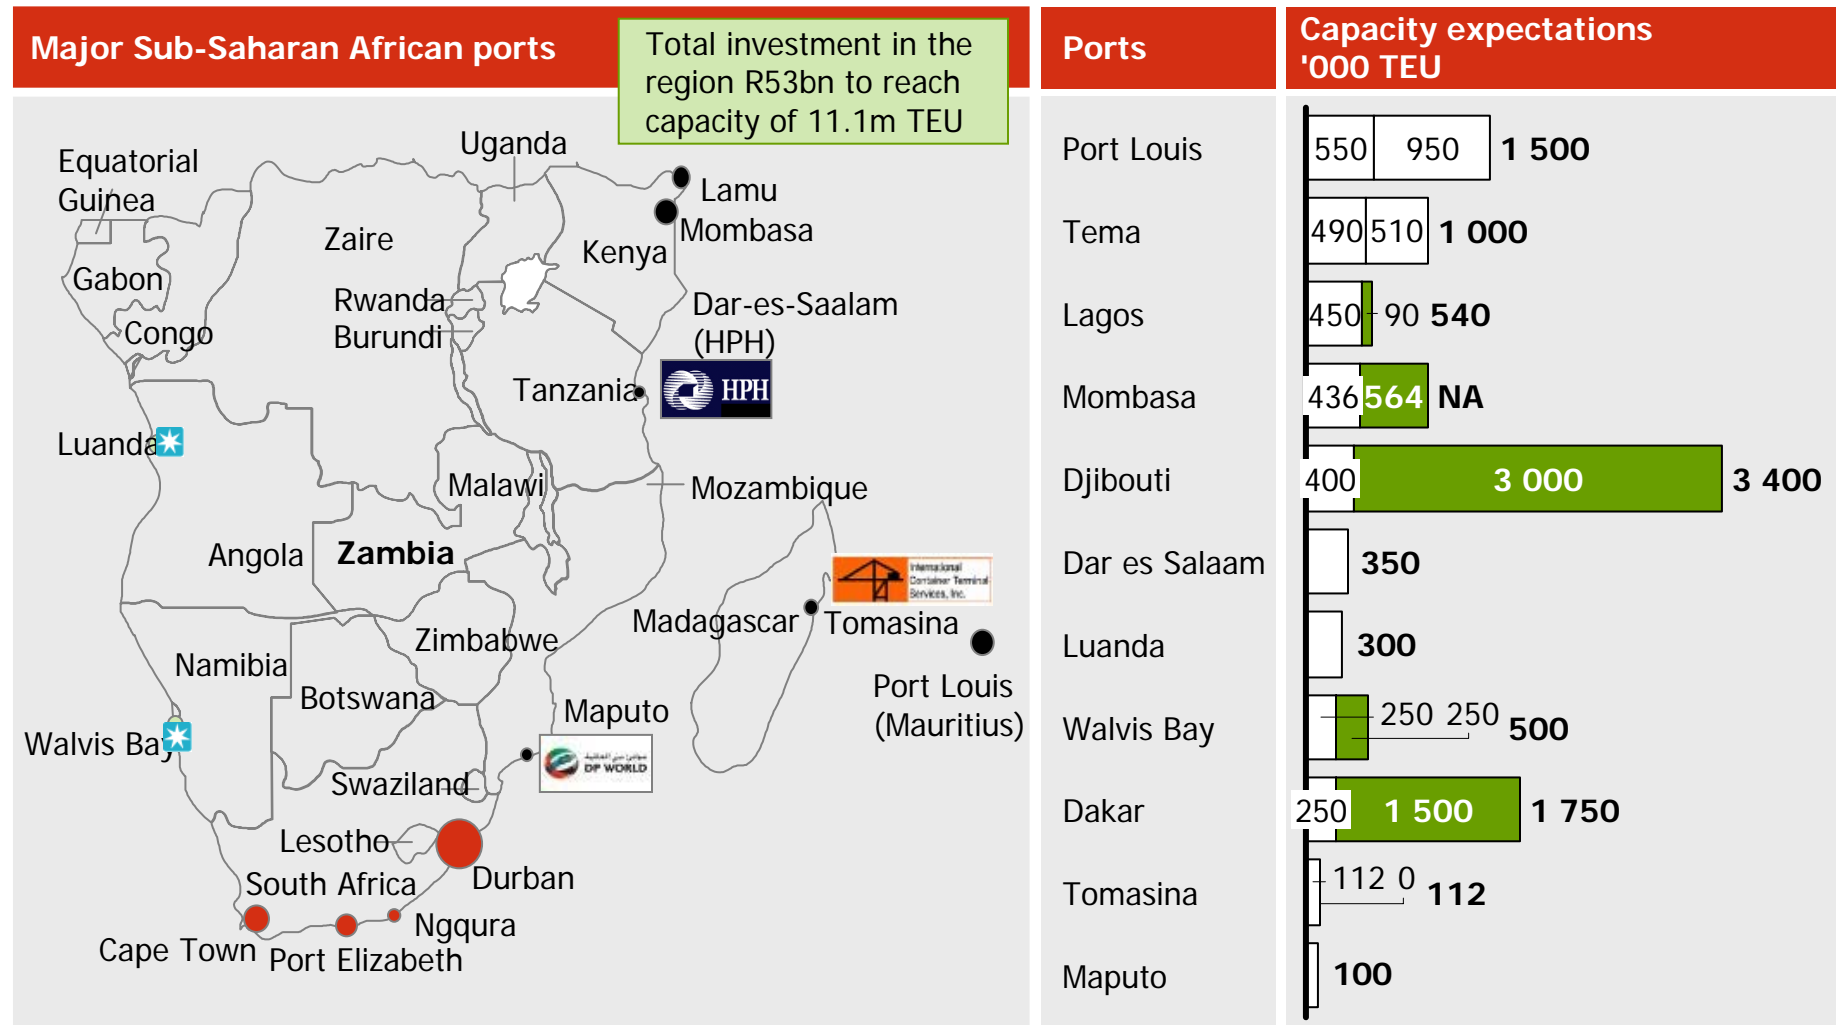 Major Sub-Saharan African ports
Total investment in the
region R53bn to reach
capacity of 11.1m TEU
Ports
Capacity expectations
'000 TEU
Equatorial
Guinea
Uganda
Lamu
Mombasa
Zaire
Kenya
Gabon
Rwanda
Burundi
Congo
Dar-es-Saalam
(HPH)
HPH
Tanzania
Luanda
Malawi
Mozambique
Angola
Zambia
International
Container Terminal
Services, Inc.
Madagascar
Tomasina
Zimbabwe
Namibia
Botswana
Port Louis
(Mauritius)
Maputo
Walvis Bay
DP WORLD
Swaziland
Lesotho
Durban
South Africa
Ngqura
Cape Town
Port Elizabeth
Port Louis 550 950 1 500
Tema 490 510 1 000
Lagos 450 90 540
Mombasa 436 564 NA
Djibouti 400 3 000 3 400
Dar es Salaam 350
Luanda 300
Walvis Bay 250 250 500
Dakar 250 1 500 1 750
Tomasina 112 0 112
Maputo 100